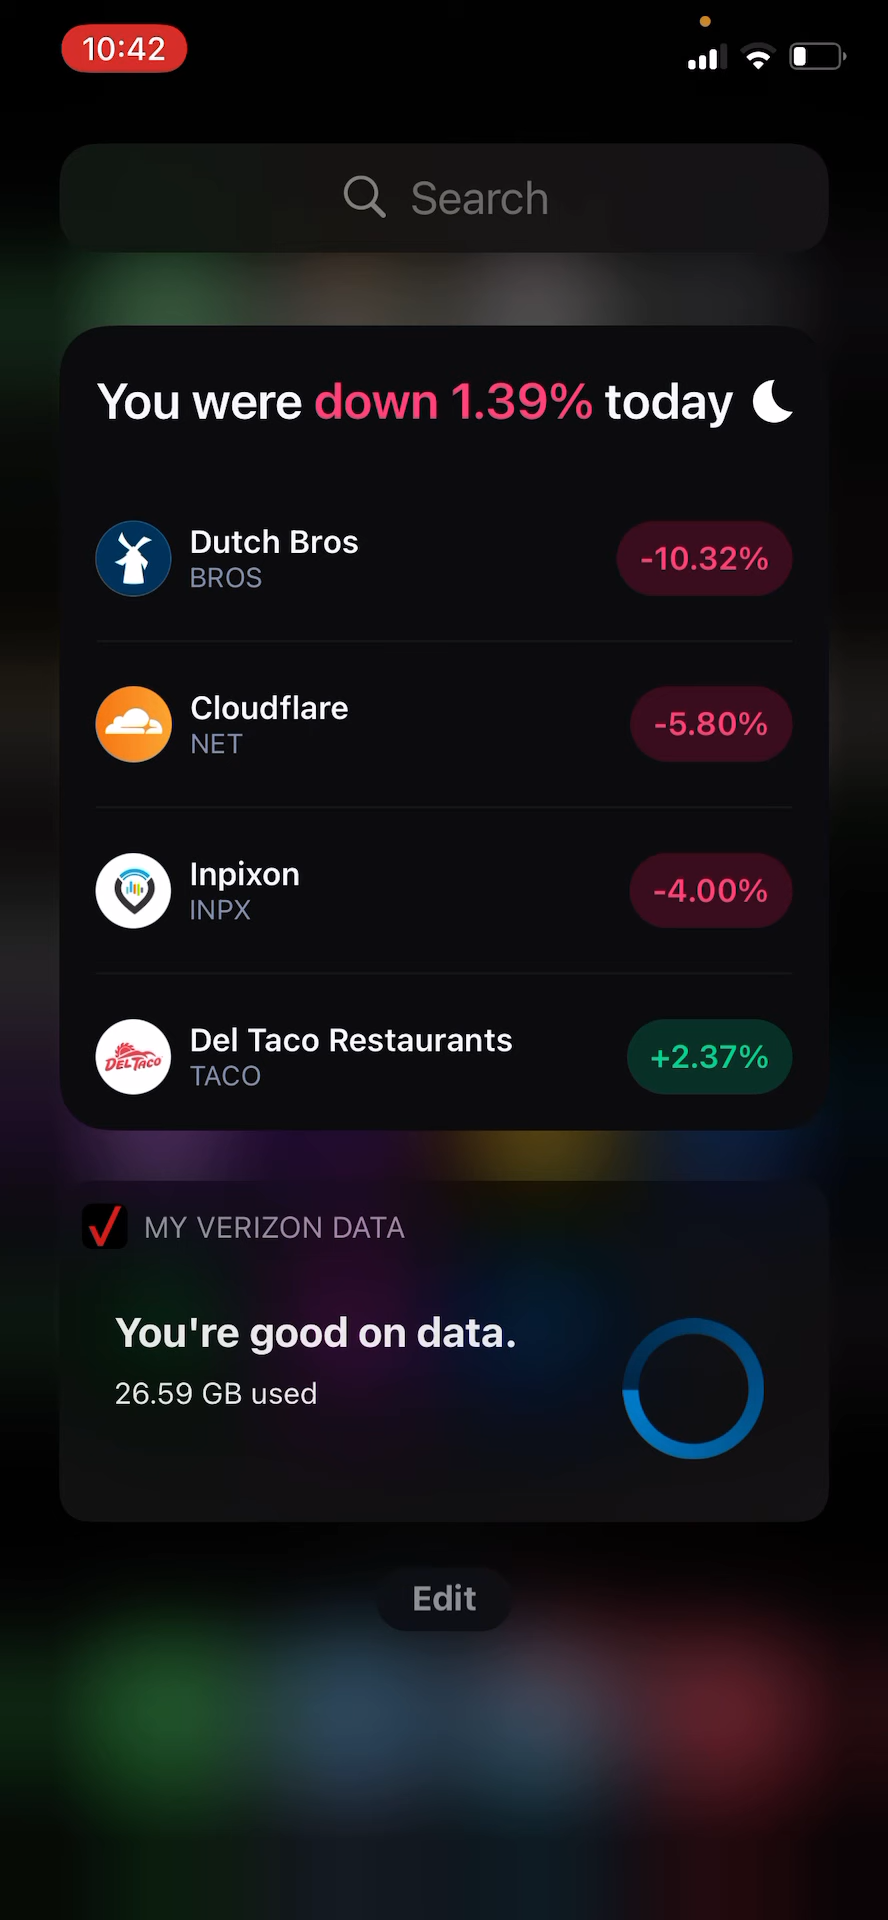 10:42
Search
You were down 1.39% today
Dutch Bros
BROS
-10.32%
Cloudflare
NET
-5.80%
Inpixon
INPX
-4.00%
DEL TACO
Del Taco Restaurants
TACO
+2.37%
MY VERIZON DATA
You're good on data.
26.59 GB used
Edit